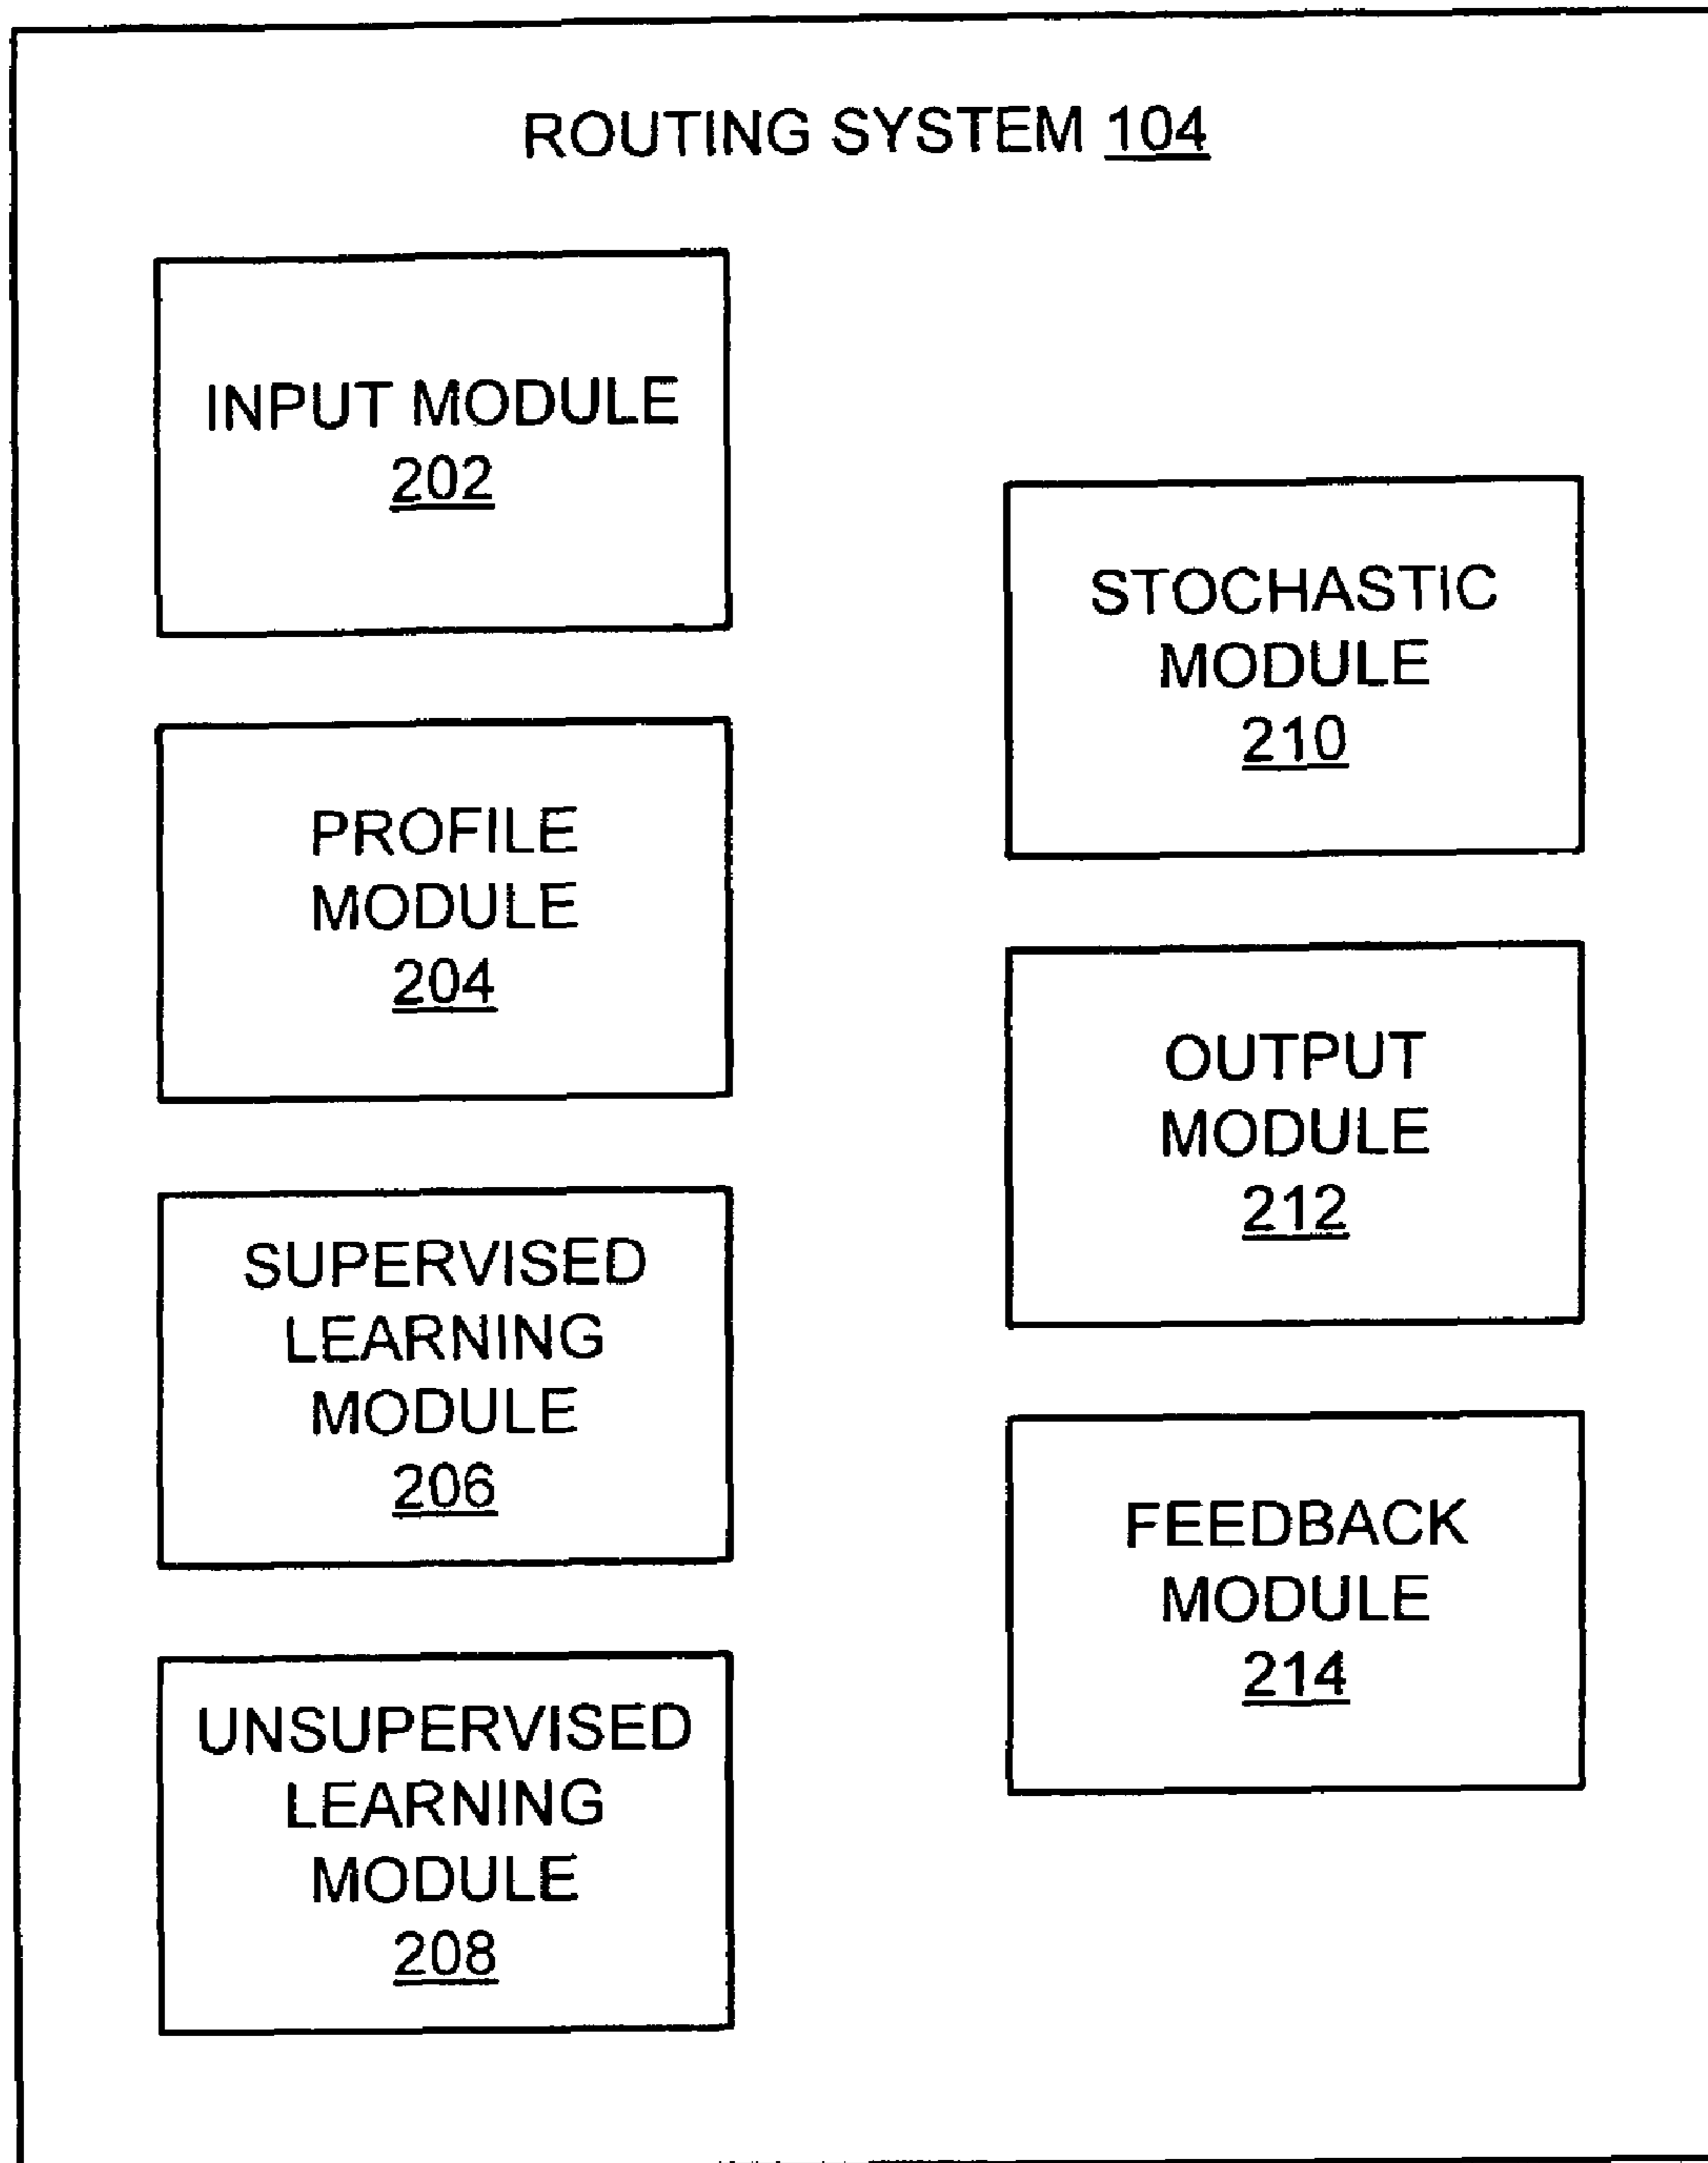 ROUTING SYSTEM 104
INPUT MODULE
202
PROFILE
MODULE
204
SUPERVISED
LEARNING
MODULE
206
UNSUPERVISED
LEARNING
MODULE
208
STOCHASTIC
MODULE
210
OUTPUT
MODULE
212
FEEDBACK
MODULE
214